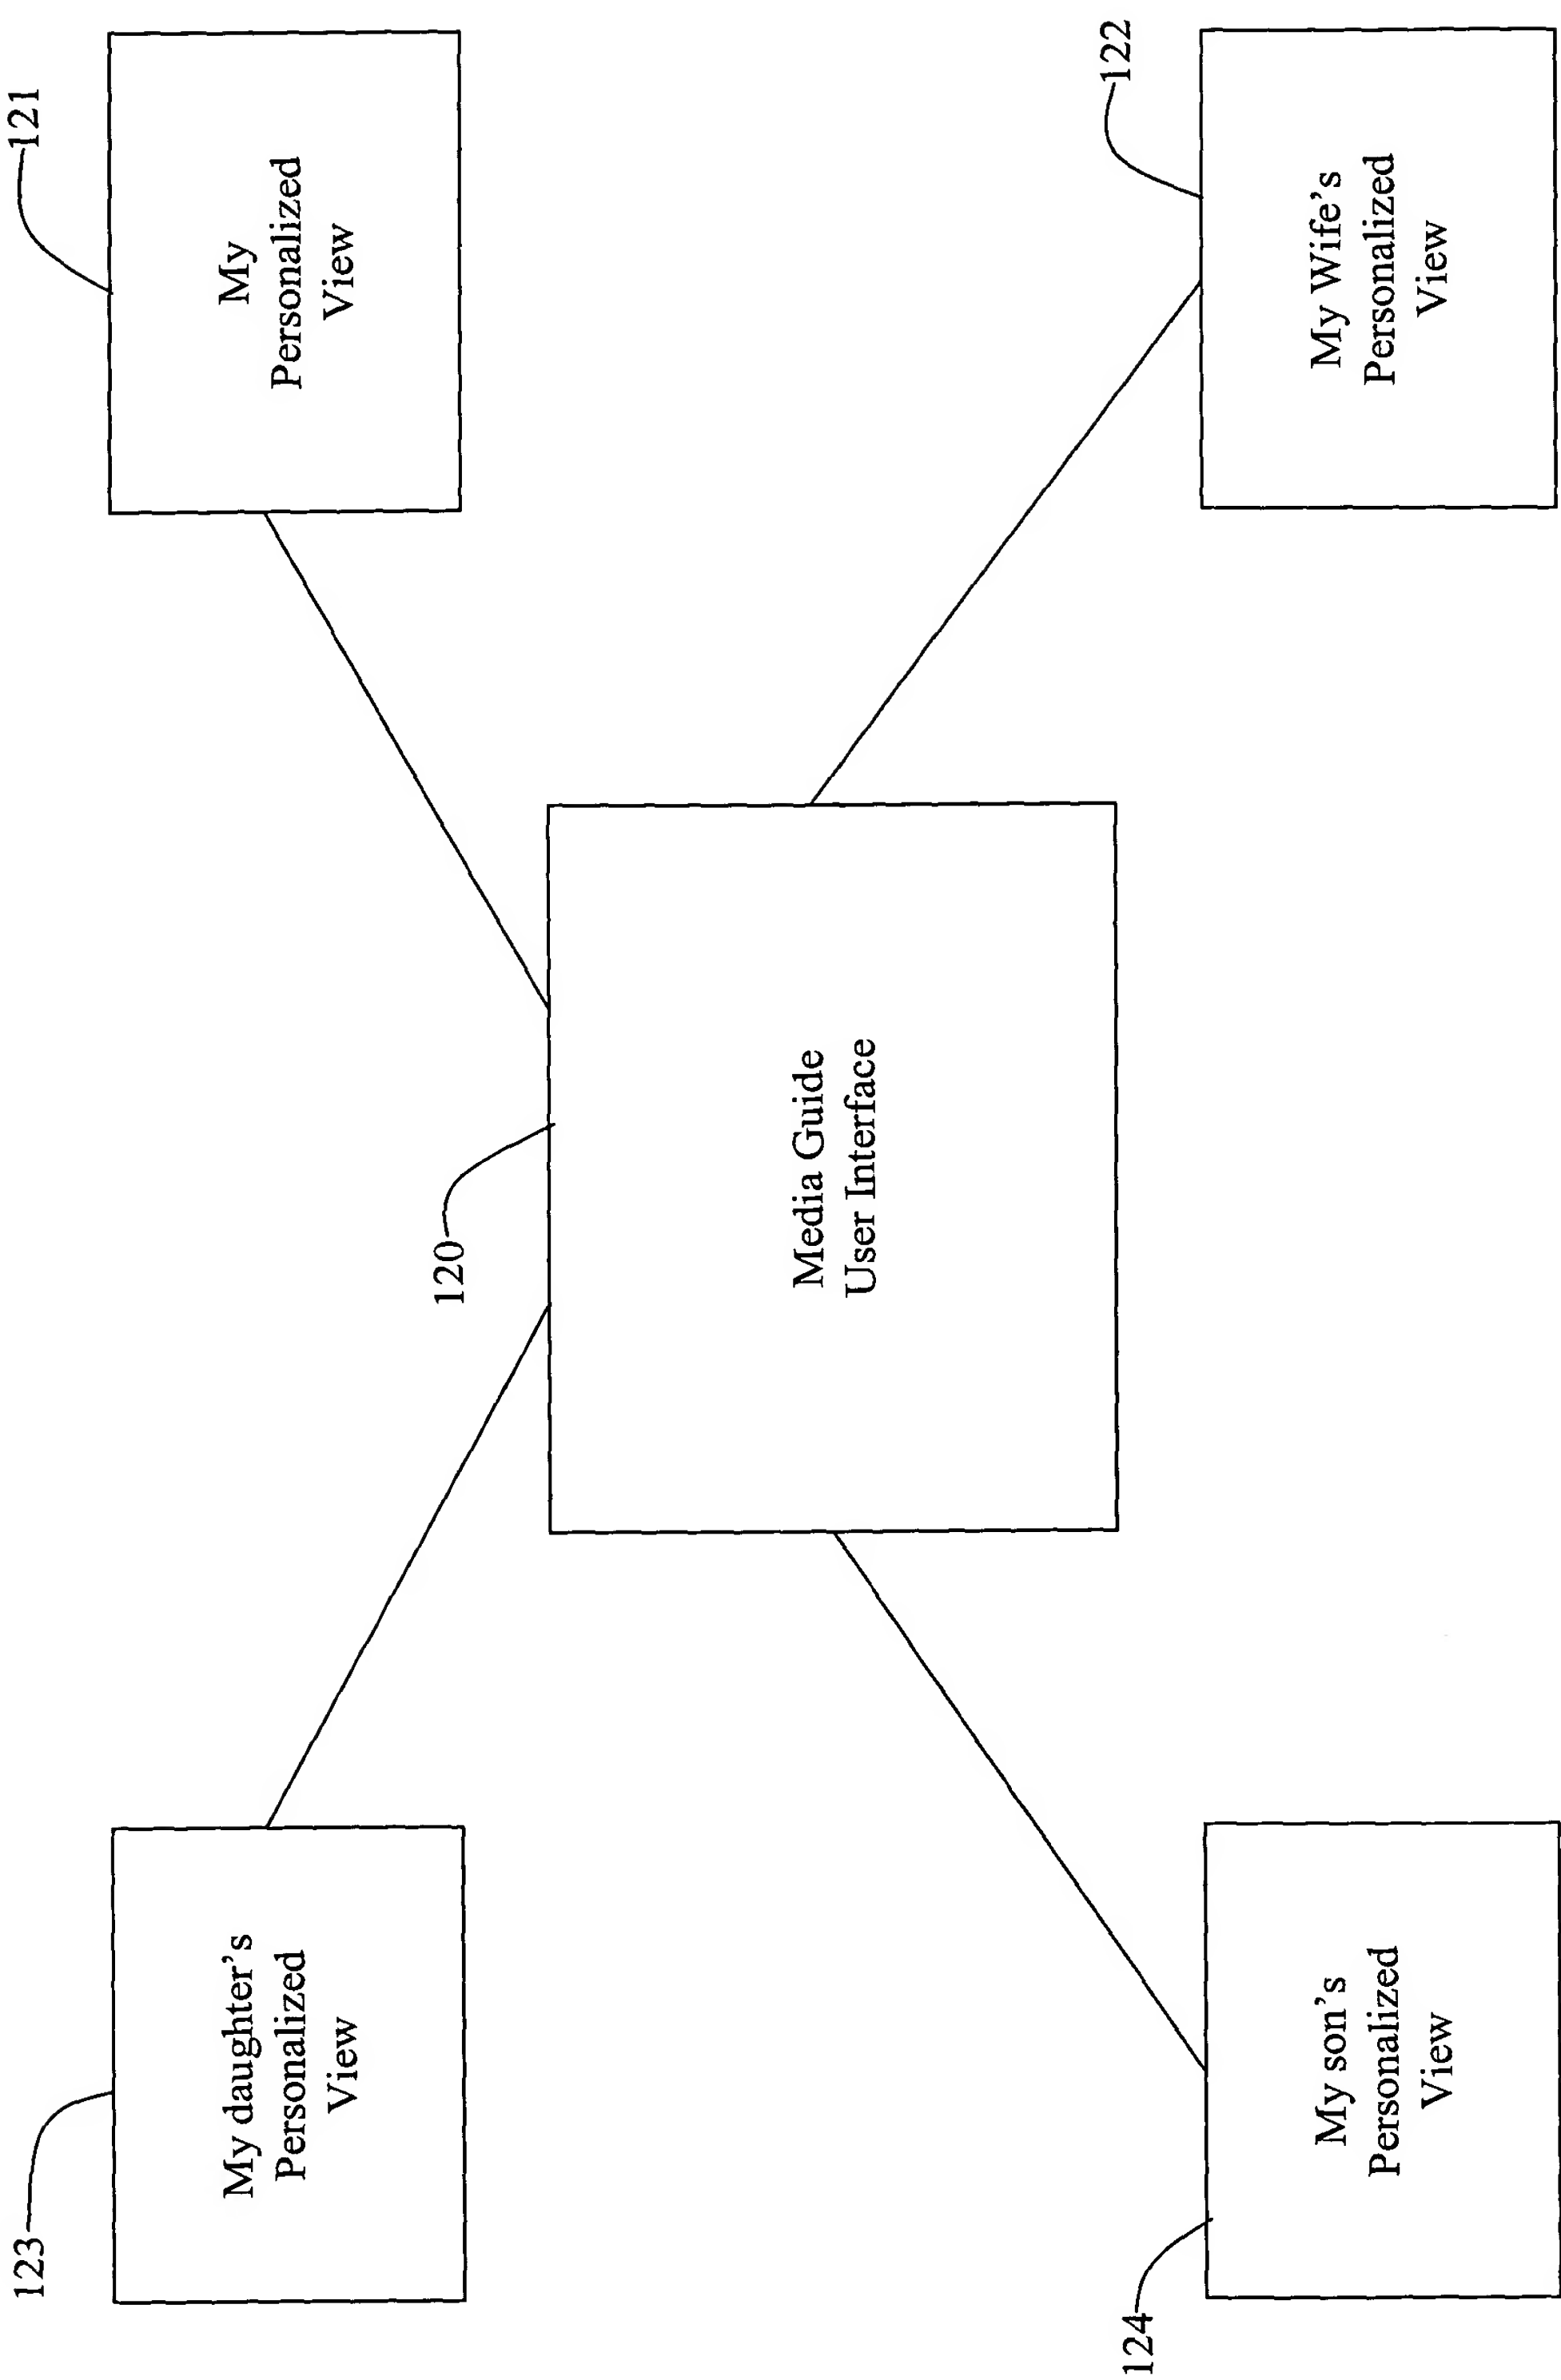 123
My daughter's
Personalized
View
121
My
Personalized
View
120
Media Guide
User Interface
124
My son's
Personalized
View
122
My Wife's
Personalized
View